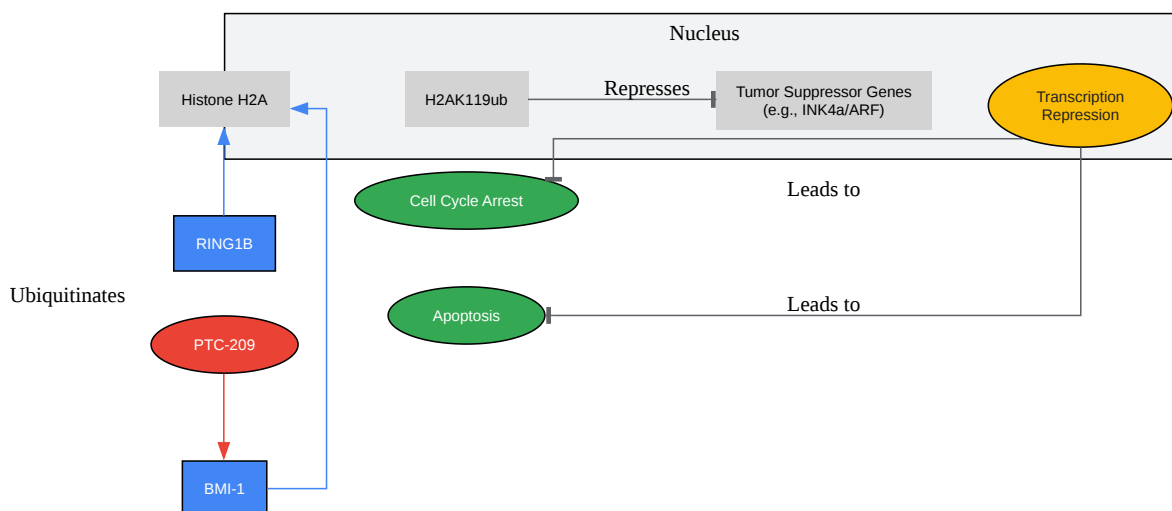 Nucleus
Histone H2A
H2AK119ub
Represses
Tumor Suppressor Genes
(e.g., INK4a/ARF)
Transcription
Repression
Cell Cycle Arrest
Leads to
RING1B
Ubiquitinates
Apoptosis
Leads to
PTC-209
BMI-1